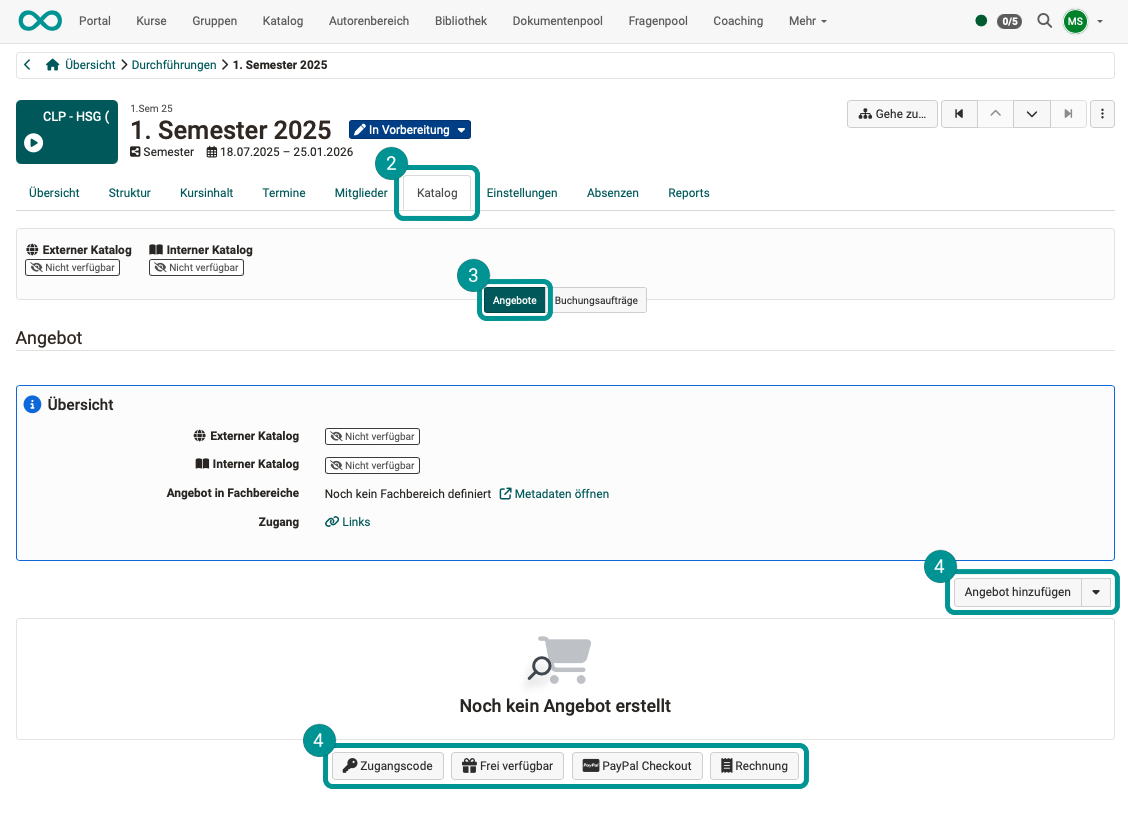 Portal Kurse Gruppen Katalog Autorenbereich Bibliothek Dokumentenpool Fragenpool Coaching Mehr 0/5 MS
Übersicht Durchführungen 1. Semester 2025
CLP - HSG (
1.Sem 25
1. Semester 2025 In Vorbereitung
Semester 18.07.2025 – 25.01.2026
Gehe zu...
2
Übersicht Struktur Kursinhalt Termine Mitglieder Katalog Einstellungen Absenzen Reports
Externer Katalog Interner Katalog
Nicht verfügbar Nicht verfügbar
3
Angebote Buchungsaufträge
Angebot
Übersicht
Externer Katalog Nicht verfügbar
Interner Katalog Nicht verfügbar
Angebot in Fachbereiche Noch kein Fachbereich definiert Metadaten öffnen
Zugang Links
4
Angebot hinzufügen
Noch kein Angebot erstellt
4
Zugangscode Frei verfügbar PayPal PayPal Checkout Rechnung